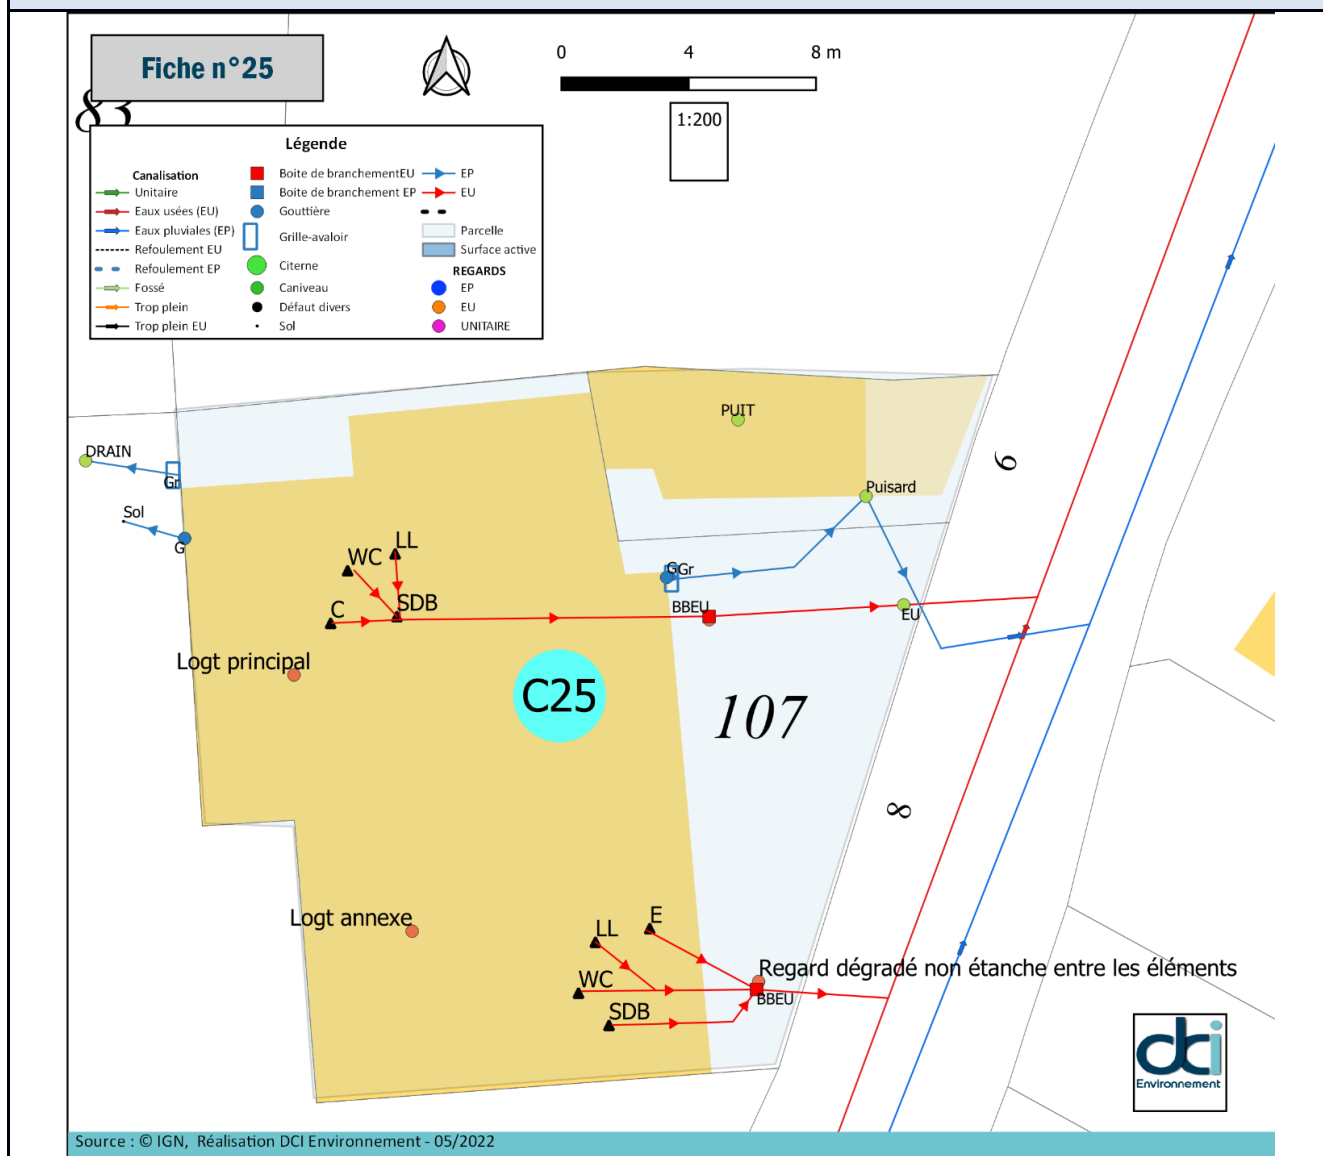 Fiche n°25
0 4 8 m
1:200
83
Légende
Canalisation
Unitaire
Eaux usées (EU)
Eaux pluviales (EP)
Refoulement EU
Refoulement EP
Fossé
Trop plein
Trop plein EU
Boite de branchementEU
Boite de branchement EP
Gouttière
Grille-avaloir
Citerne
Caniveau
Défaut divers
Sol
EP
EU
Parcelle
Surface active
REGARDS
EP
EU
UNITAIRE
PUIT
DRAIN
Gr
Sol
G
Puisard
9
LL
WC
GGr
C
SDB
BBEU
EU
Logt principal
C25
107
8
Logt annexe
E
LL
Regard dégradé non étanche entre les éléments
WC
BBEU
SDB
dci
Environnement
Source : © IGN, Réalisation DCI Environnement - 05/2022